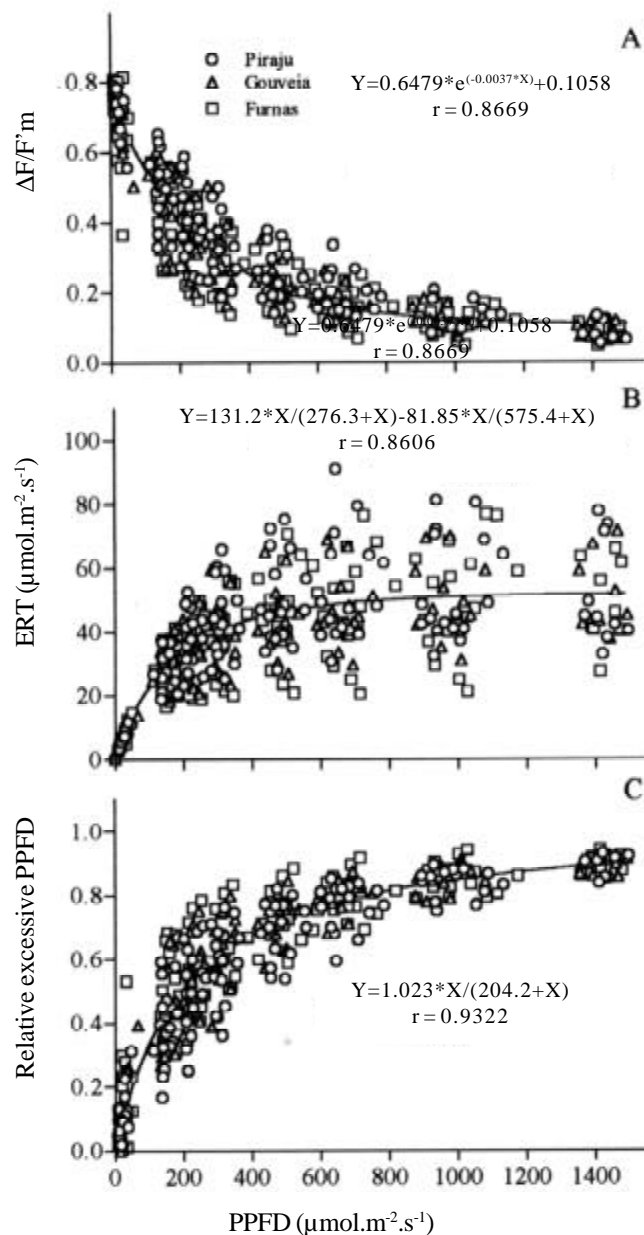 A
Piraju
Gouveia
Furnas
Y=0.6479*e(-0.0037*X)+0.1058
r = 0.8669
0.8
0.6
0.4
0.2
0.0
ΔF/F'm
Y=0.6479*e +0.1058
r = 0.8669
B
Y=131.2*X/(276.3+X)-81.85*X/(575.4+X)
r = 0.8606
100
80
60
40
20
0
ERT (µmol.m-2.s-1)
C
1.0
0.8
0.6
0.4
0.2
0.0
Relative excessive PPFD
Y=1.023*X/(204.2+X)
r = 0.9322
0 200 400 600 800 1000 1200 1400
PPFD (µmol.m-2.s-1)